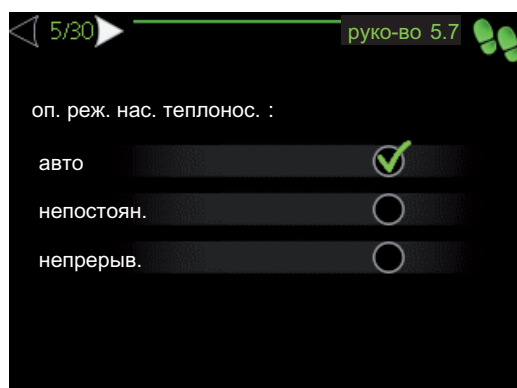 5/30 руко-во 5.7
оп. реж. нас. теплонос. :
авто
непостоян.
непрерыв.